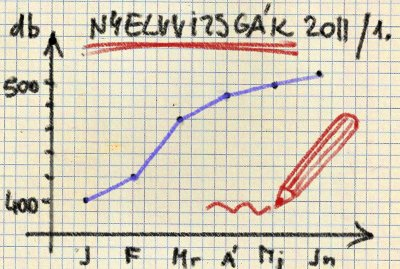 db NYELVVIZSGÁK 2011/1.
500
400
J F Mr Á Mj Jn